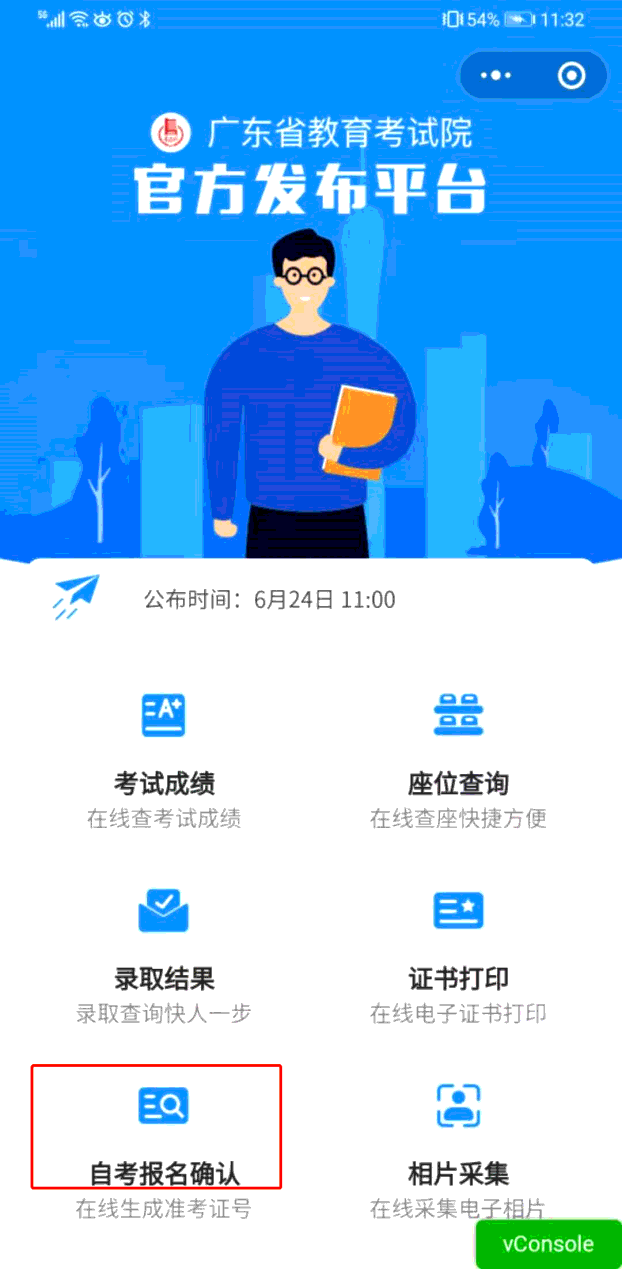 5G 54% 11:32
广东省教育考试院
官方发布平台
公布时间：6月24日 11:00
考试成绩 座位查询
在线查考试成绩 在线查座快捷方便
录取结果 证书打印
录取查询快人一步 在线电子证书打印
自考报名确认 相片采集
在线生成准考证号 在线采集电子相片
vConsole